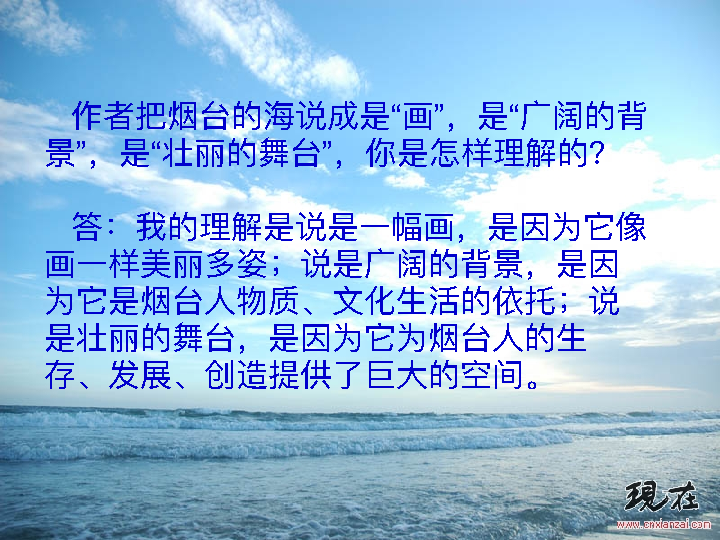 作者把烟台的海说成是“画”，是“广阔的背
景”，是“壮丽的舞台”，你是怎样理解的？
答：我的理解是说是一幅画，是因为它像
画一样美丽多姿；说是广阔的背景，是因
为它是烟台人物质、文化生活的依托；说
是壮丽的舞台，是因为它为烟台人的生
存、发展、创造提供了巨大的空间。
現在
www.cnxianzai.com